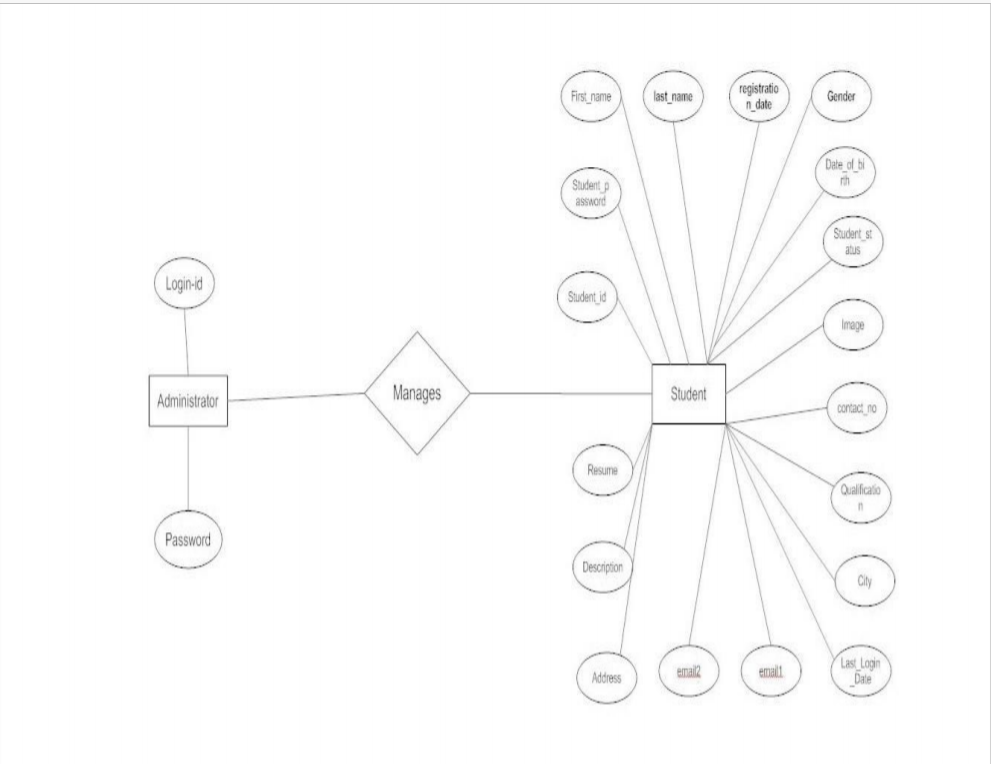 First_name
last_name
registratio
n_date
Gender
Date_of_bi
rth
Student_p
assword
Student_st
atus
Login-id
Student_id
Image
Administrator
Manages
Student
contact_no
Resume
Qualificatio
n
Password
Description
City
Address
email2
email1
Last_Login
_Date